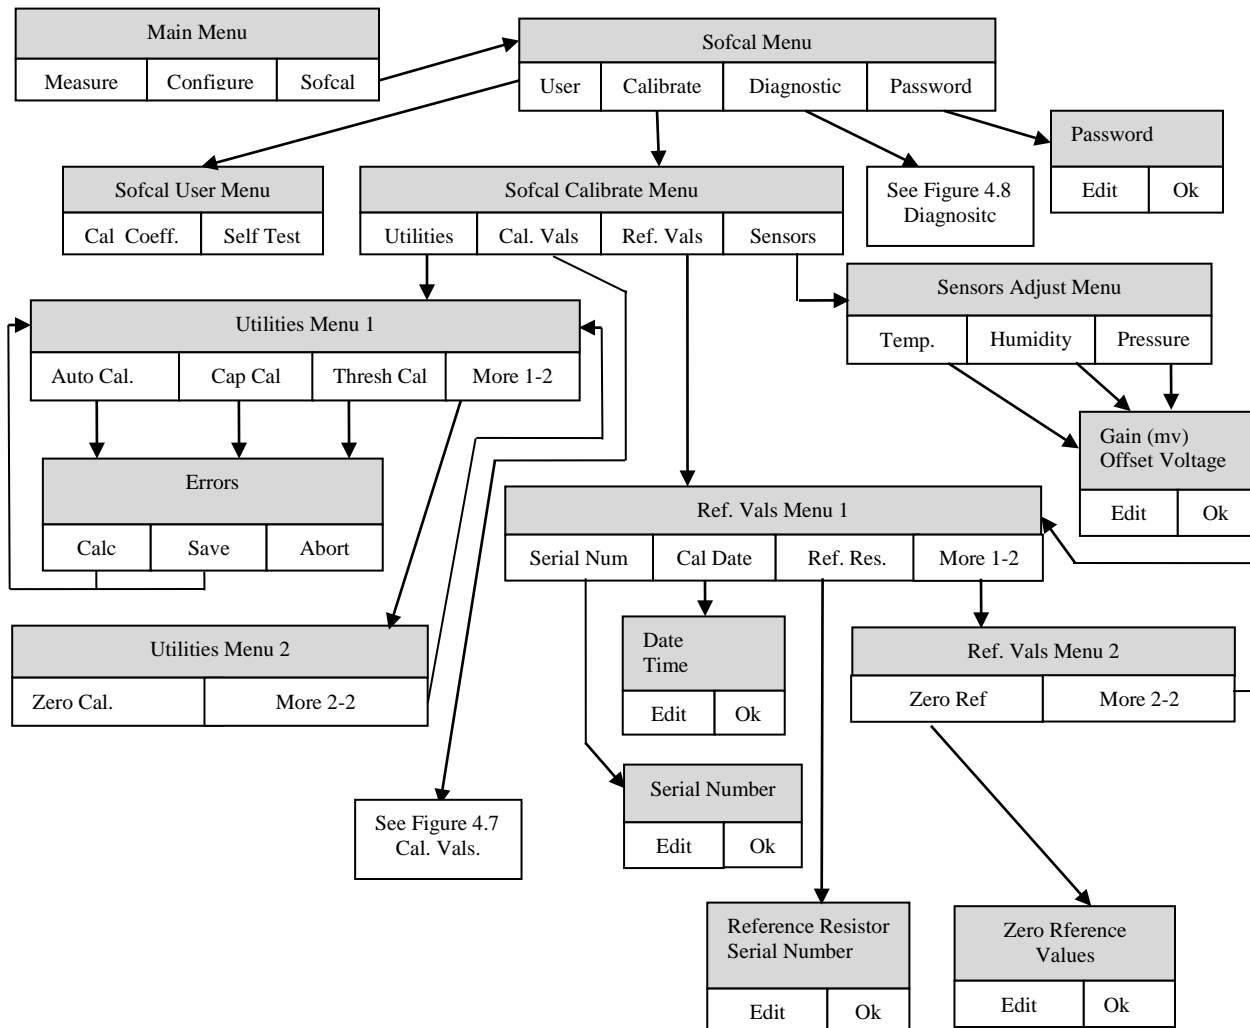 Main Menu
Measure Configure Sofcal
Sofcal Menu
User Calibrate Diagnostic Password
Password
Edit Ok
Sofcal User Menu
Cal Coeff. Self Test
Sofcal Calibrate Menu
Utilities Cal. Vals Ref. Vals Sensors
See Figure 4.8
Diagnositc
Sensors Adjust Menu
Temp. Humidity Pressure
Utilities Menu 1
Auto Cal. Cap Cal Thresh Cal More 1-2
Gain (mv)
Offset Voltage
Edit Ok
Errors
Calc Save Abort
Ref. Vals Menu 1
Serial Num Cal Date Ref. Res. More 1-2
Utilities Menu 2
Zero Cal. More 2-2
Date
Time
Edit Ok
Ref. Vals Menu 2
Zero Ref More 2-2
See Figure 4.7
Cal. Vals.
Serial Number
Edit Ok
Reference Resistor
Serial Number
Edit Ok
Zero Rference
Values
Edit Ok